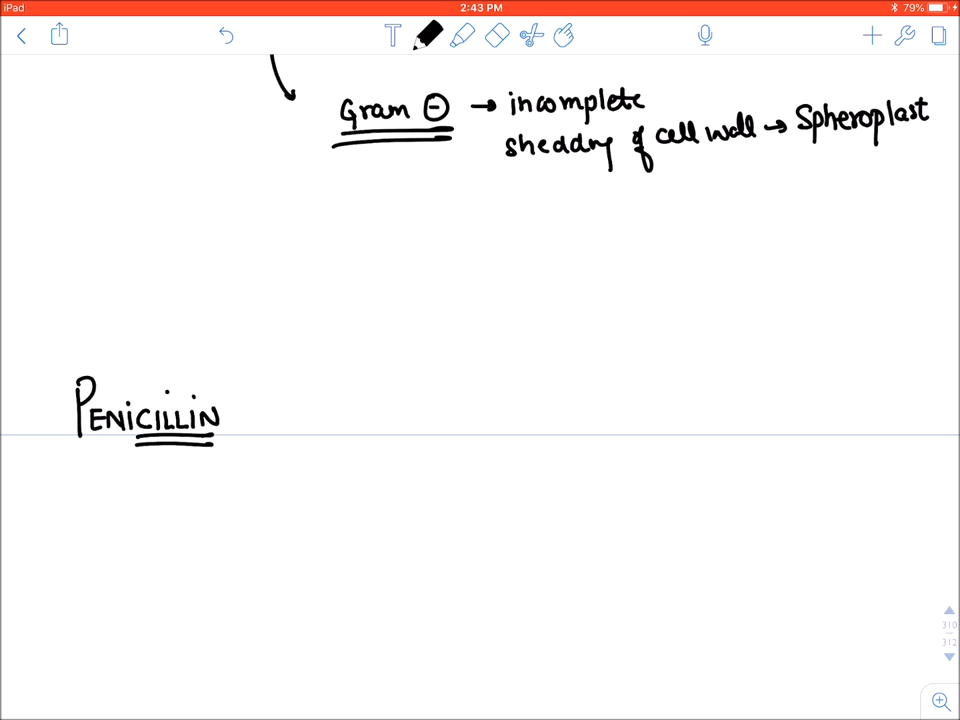 iPad 2:43 PM 79%
T
Gram ⊖ → incomplete
shedding of cell wall → Spheroplast
PENiCILLIN
310
312